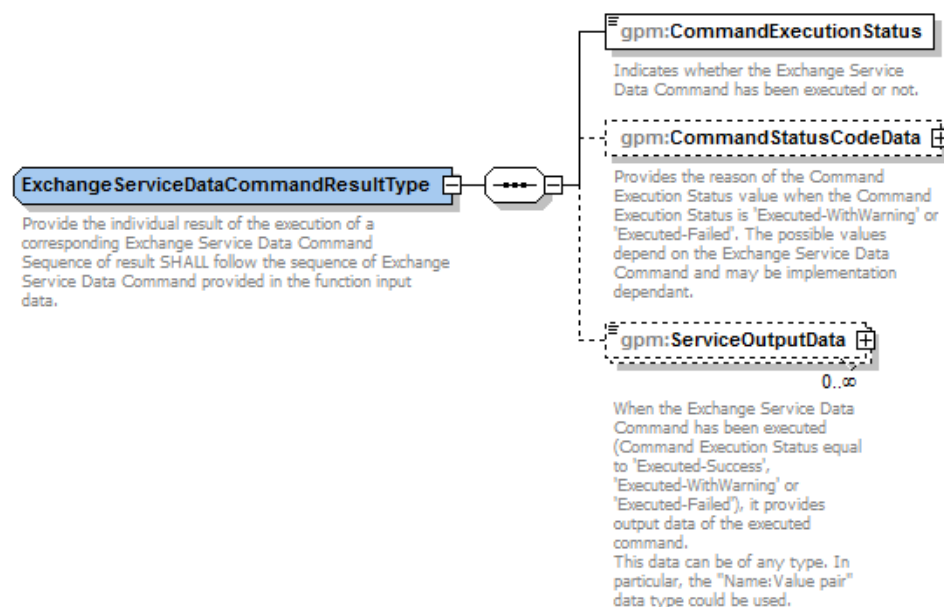 gpm:CommandExecutionStatus
Indicates whether the Exchange Service
Data Command has been executed or not.
gpm:CommandStatusCodeData
Provides the reason of the Command
Execution Status value when the Command
Execution Status is 'Executed-WithWarning' or
'Executed-Failed'. The possible values
depend on the Exchange Service Data
Command and may be implementation
dependant.
ExchangeServiceDataCommandResultType
Provide the individual result of the execution of a
corresponding Exchange Service Data Command
Sequence of result SHALL follow the sequence of Exchange
Service Data Command provided in the function input
data.
gpm:ServiceOutputData
0..∞
When the Exchange Service Data
Command has been executed
(Command Execution Status equal
to 'Executed-Success',
'Executed-WithWarning' or
'Executed-Failed'), it provides
output data of the executed
command.
This data can be of any type. In
particular, the "Name:Value pair"
data type could be used.